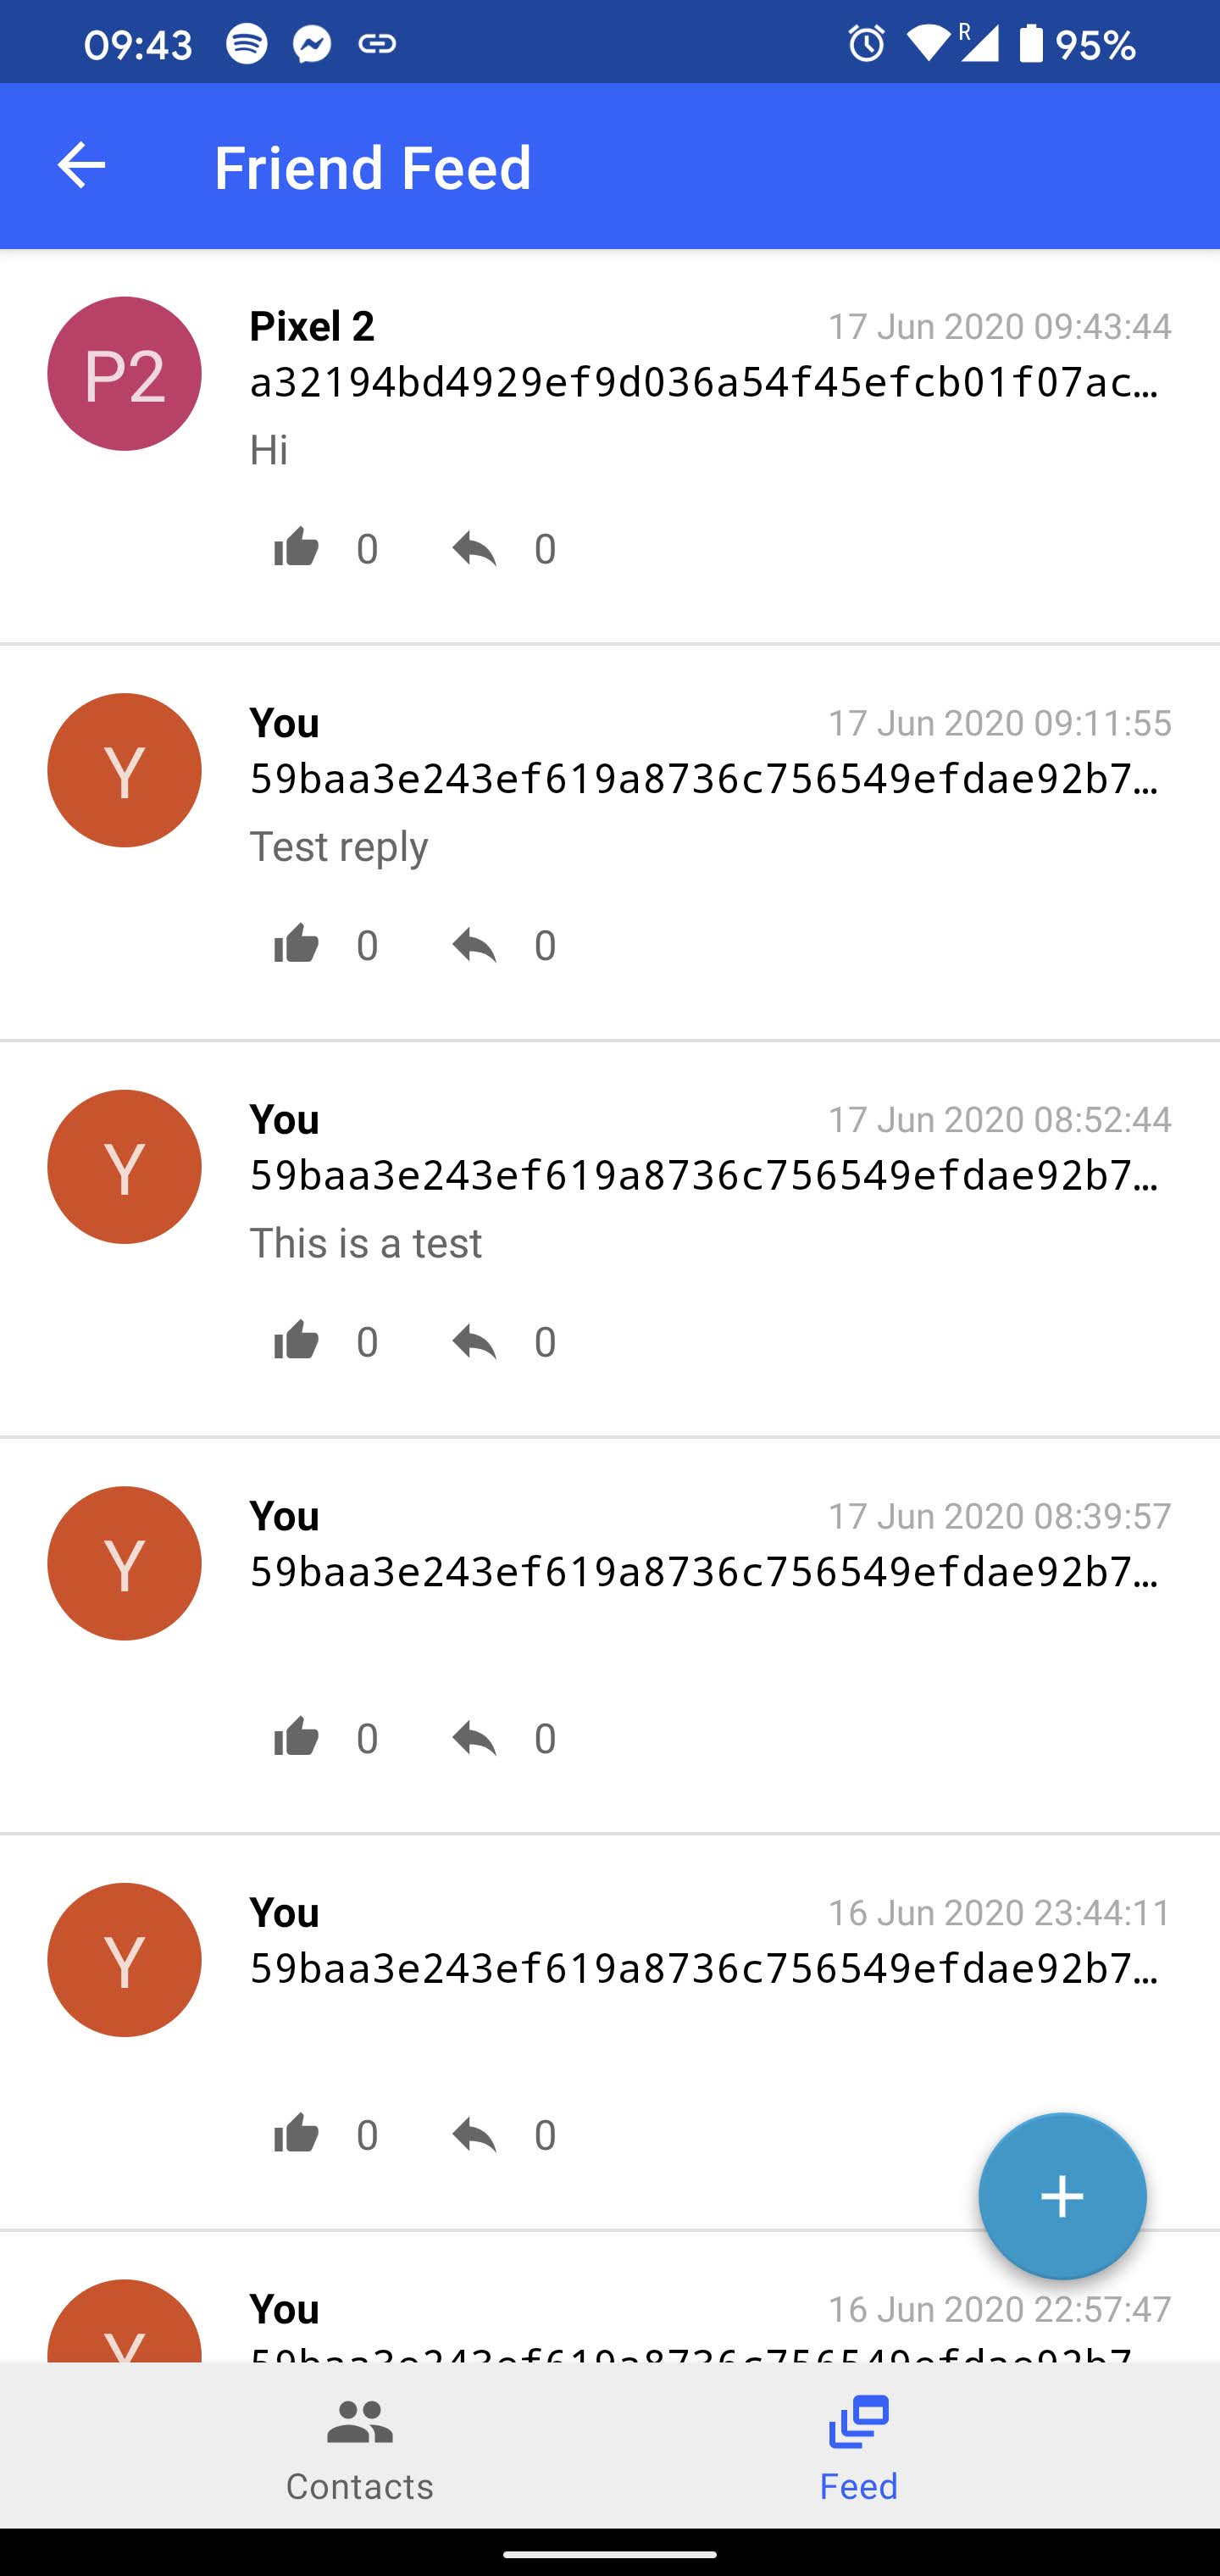 09:43 R 95%
Friend Feed
P2
Pixel 2 17 Jun 2020 09:43:44
a32194bd4929ef9d036a54f45efcb01f07ac…
Hi
0 0
Y
You 17 Jun 2020 09:11:55
59baa3e243ef619a8736c756549efdae92b7…
Test reply
0 0
Y
You 17 Jun 2020 08:52:44
59baa3e243ef619a8736c756549efdae92b7…
This is a test
0 0
Y
You 17 Jun 2020 08:39:57
59baa3e243ef619a8736c756549efdae92b7…
0 0
Y
You 16 Jun 2020 23:44:11
59baa3e243ef619a8736c756549efdae92b7…
0 0
+
Y
You 16 Jun 2020 22:57:47
Contacts Feed